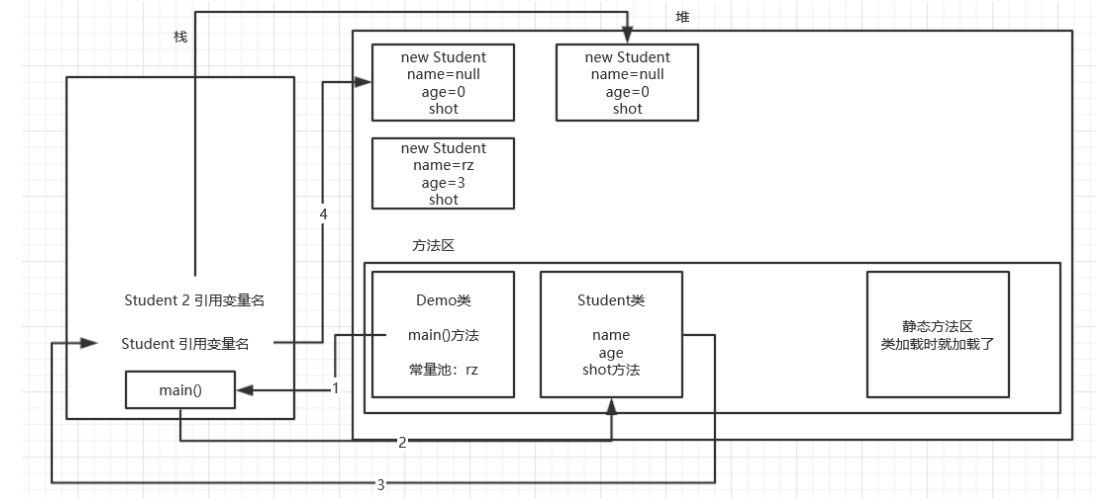 栈
堆
new Student
name=null
age=0
shot
new Student
name=null
age=0
shot
new Student
name=rz
age=3
shot
4
方法区
Student 2 引用变量名
Student 引用变量名
main()
Demo类
main()方法
常量池：rz
Student类
name
age
shot方法
静态方法区
类加载时就加载了
1
2
3